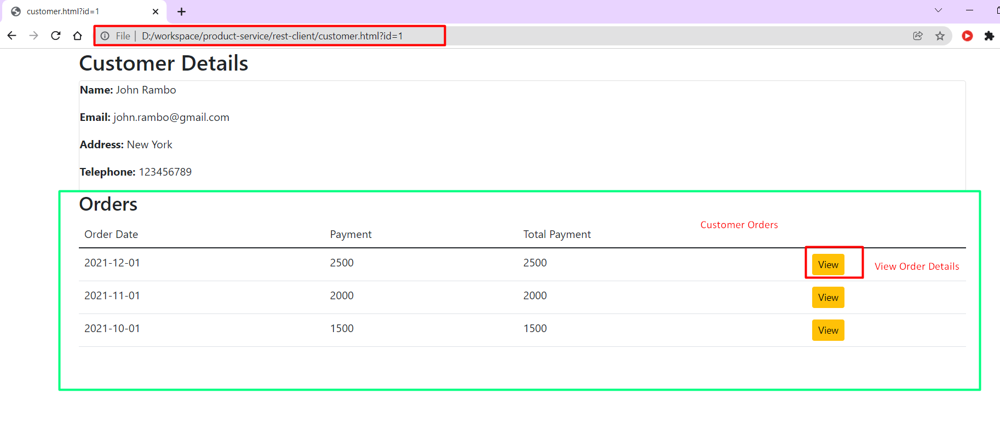 customer.html?id=1
File | D:/workspace/product-service/rest-client/customer.html?id=1
Customer Details
Name: John Rambo
Email: john.rambo@gmail.com
Address: New York
Telephone: 123456789
Orders
Customer Orders
Order Date Payment Total Payment
2021-12-01 2500 2500 View View Order Details
2021-11-01 2000 2000 View
2021-10-01 1500 1500 View